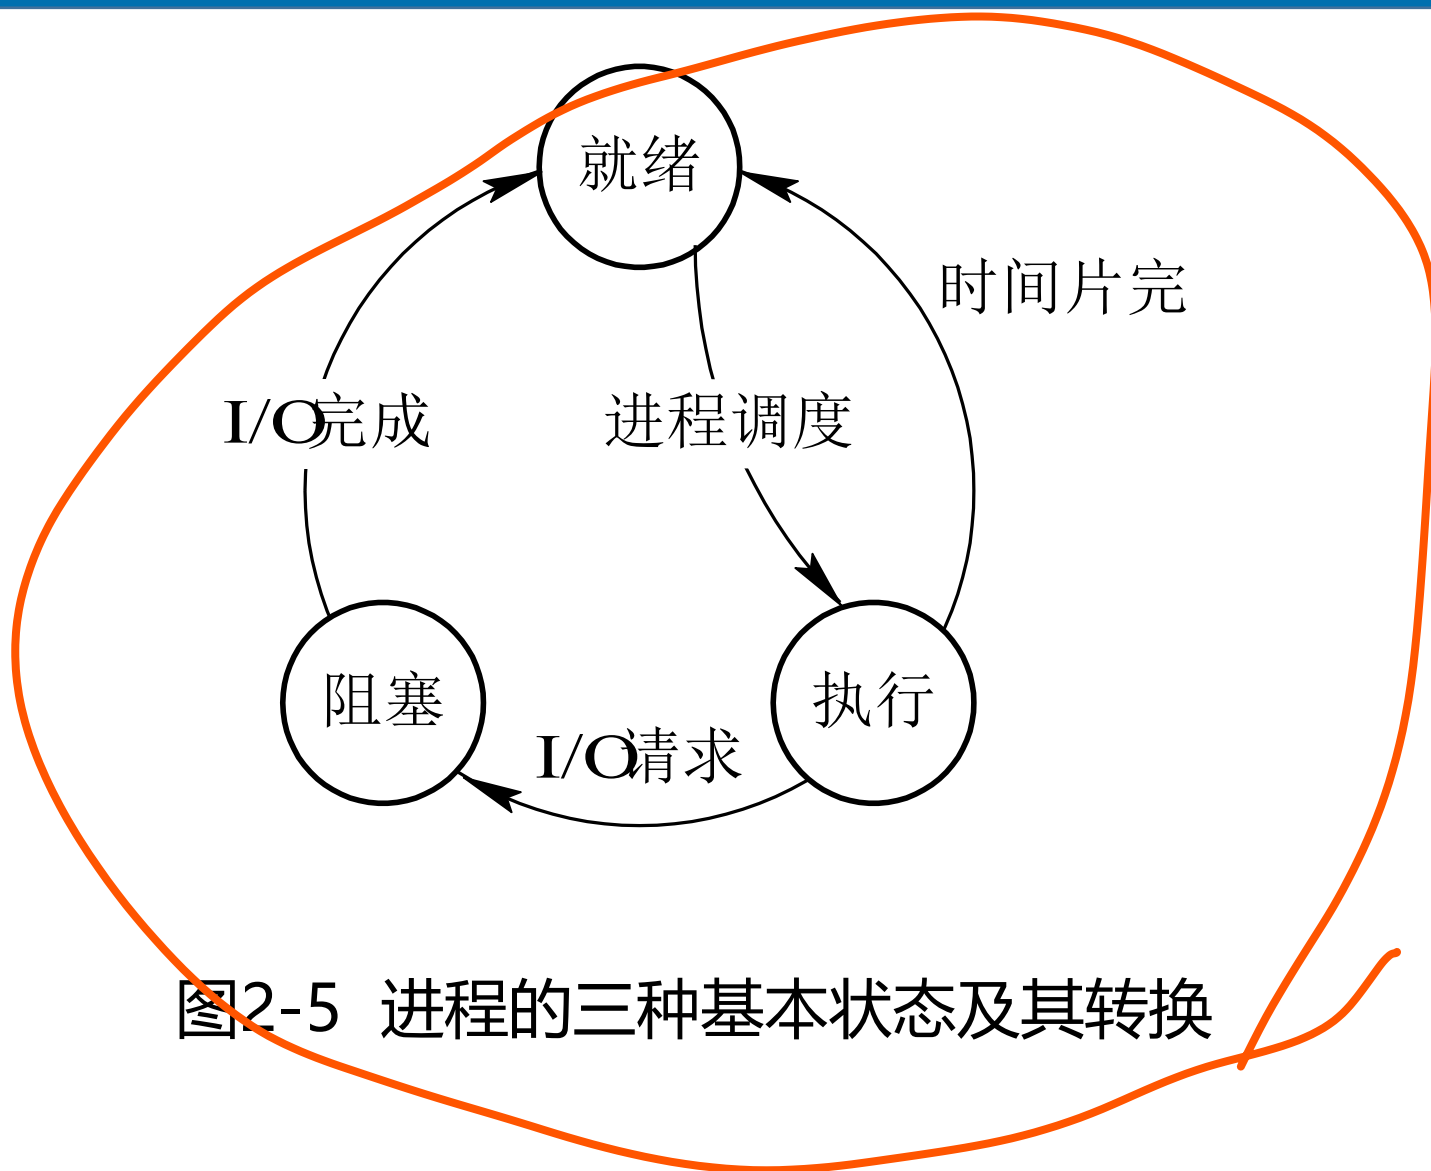 就绪
时间片完
I/O完成
进程调度
阻塞
执行
I/O请求
图2-5 进程的三种基本状态及其转换